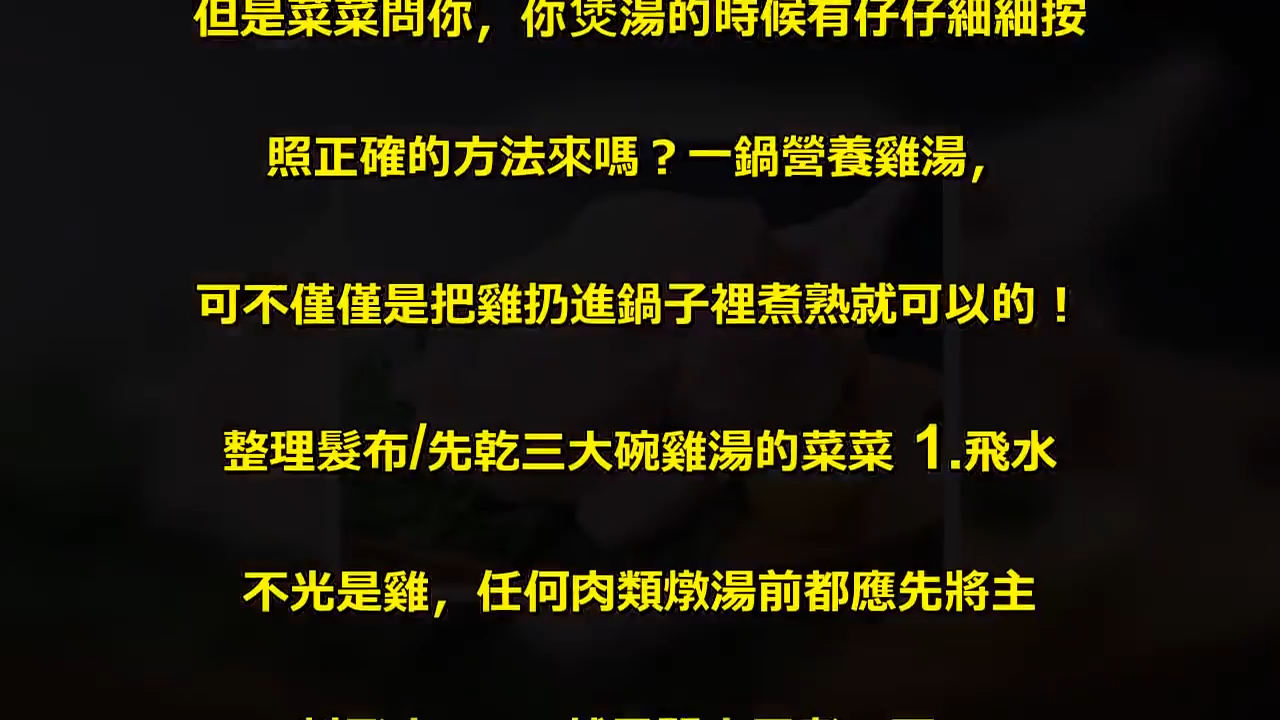 但是菜菜問你，你煲湯的時候有仔仔細細按
照正確的方法來嗎？一鍋營養雞湯，
可不僅僅是把雞扔進鍋子裡煮熟就可以的！
整理髮布/先乾三大碗雞湯的菜菜 1.飛水
不光是雞，任何肉類燉湯前都應先將主